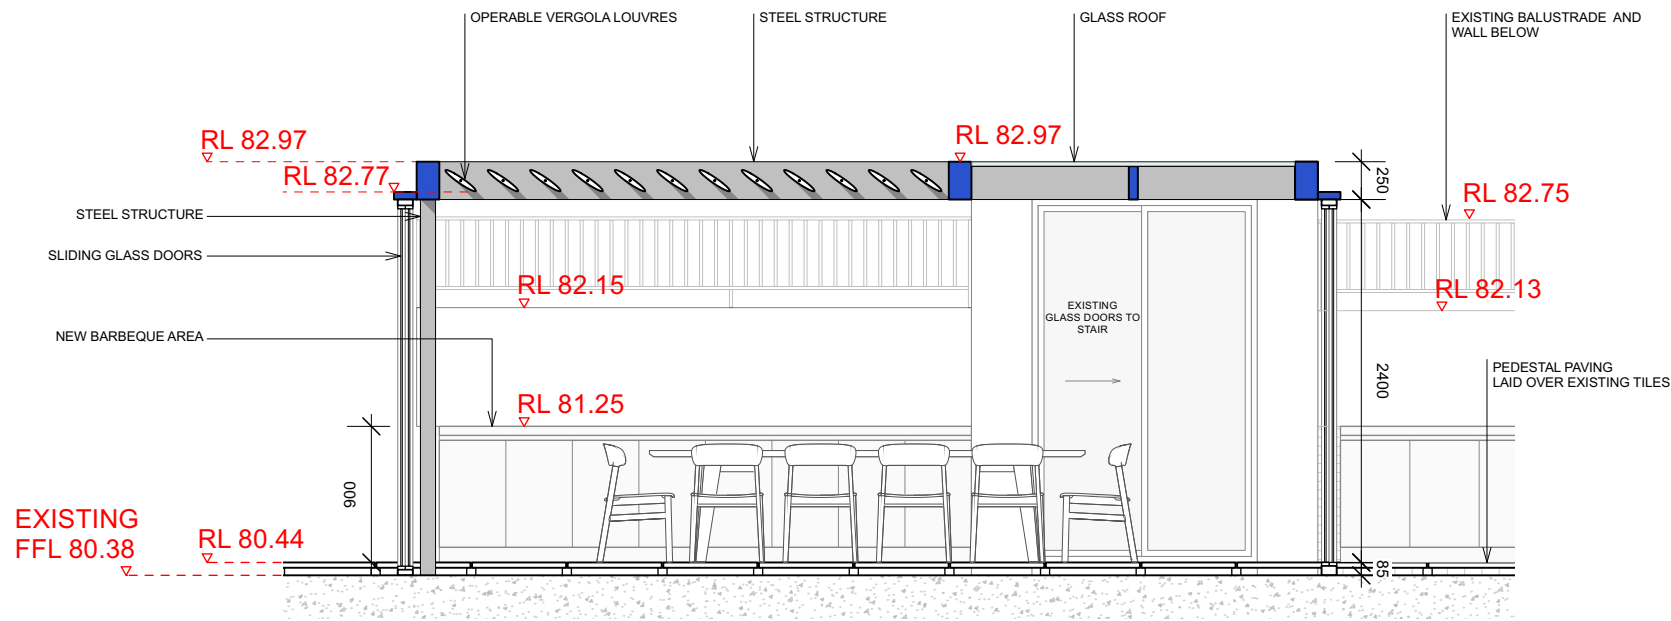 OPERABLE VERGOLA LOUVRES
STEEL STRUCTURE
GLASS ROOF
EXISTING BALUSTRADE AND
WALL BELOW
RL 82.97
RL 82.97
RL 82.77
250
RL 82.75
STEEL STRUCTURE
SLIDING GLASS DOORS
RL 82.15
RL 82.13
EXISTING
GLASS DOORS TO
STAIR
NEW BARBEQUE AREA
2400
PEDESTAL PAVING
LAID OVER EXISTING TILES
RL 81.25
900
EXISTING
FFL 80.38
RL 80.44
85